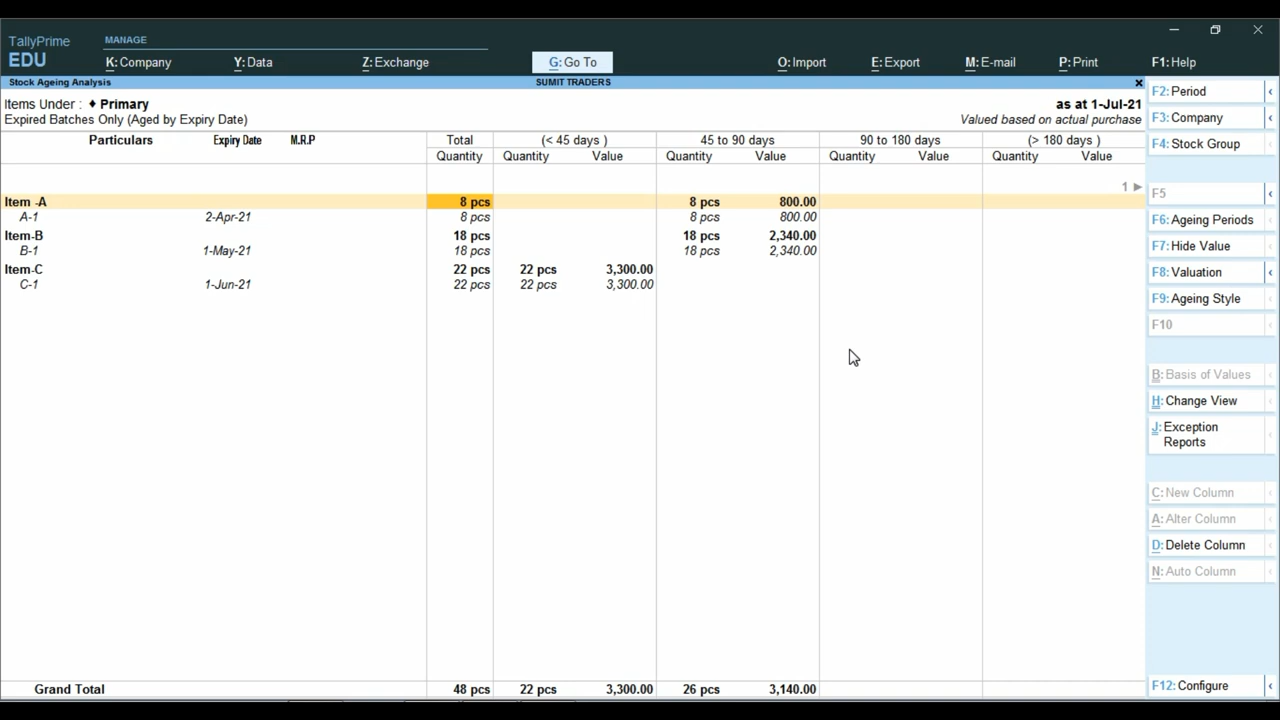 TallyPrime MANAGE
EDU K:Company Y:Data Z:Exchange G:Go To O:Import E:Export M:E-mail P:Print F1:Help
Stock Ageing Analysis SUMIT TRADERS
Items Under : ♦ Primary as at 1-Jul-21
Expired Batches Only (Aged by Expiry Date) Valued based on actual purchase
Particulars Expiry Date M.R.P Total (< 45 days ) 45 to 90 days 90 to 180 days (> 180 days )
Quantity Quantity Value Quantity Value Quantity Value Quantity Value
1
Item -A 8 pcs 8 pcs 800.00
A-1 2-Apr-21 8 pcs 8 pcs 800.00
Item-B 18 pcs 18 pcs 2,340.00
B-1 1-May-21 18 pcs 18 pcs 2,340.00
Item-C 22 pcs 22 pcs 3,300.00
C-1 1-Jun-21 22 pcs 22 pcs 3,300.00
Grand Total 48 pcs 22 pcs 3,300.00 26 pcs 3,140.00
F2:Period
F3:Company
F4:Stock Group
F5
F6:Ageing Periods
F7:Hide Value
F8:Valuation
F9:Ageing Style
F10
B:Basis of Values
H:Change View
J:Exception
Reports
C:New Column
A:Alter Column
D:Delete Column
N:Auto Column
F12:Configure